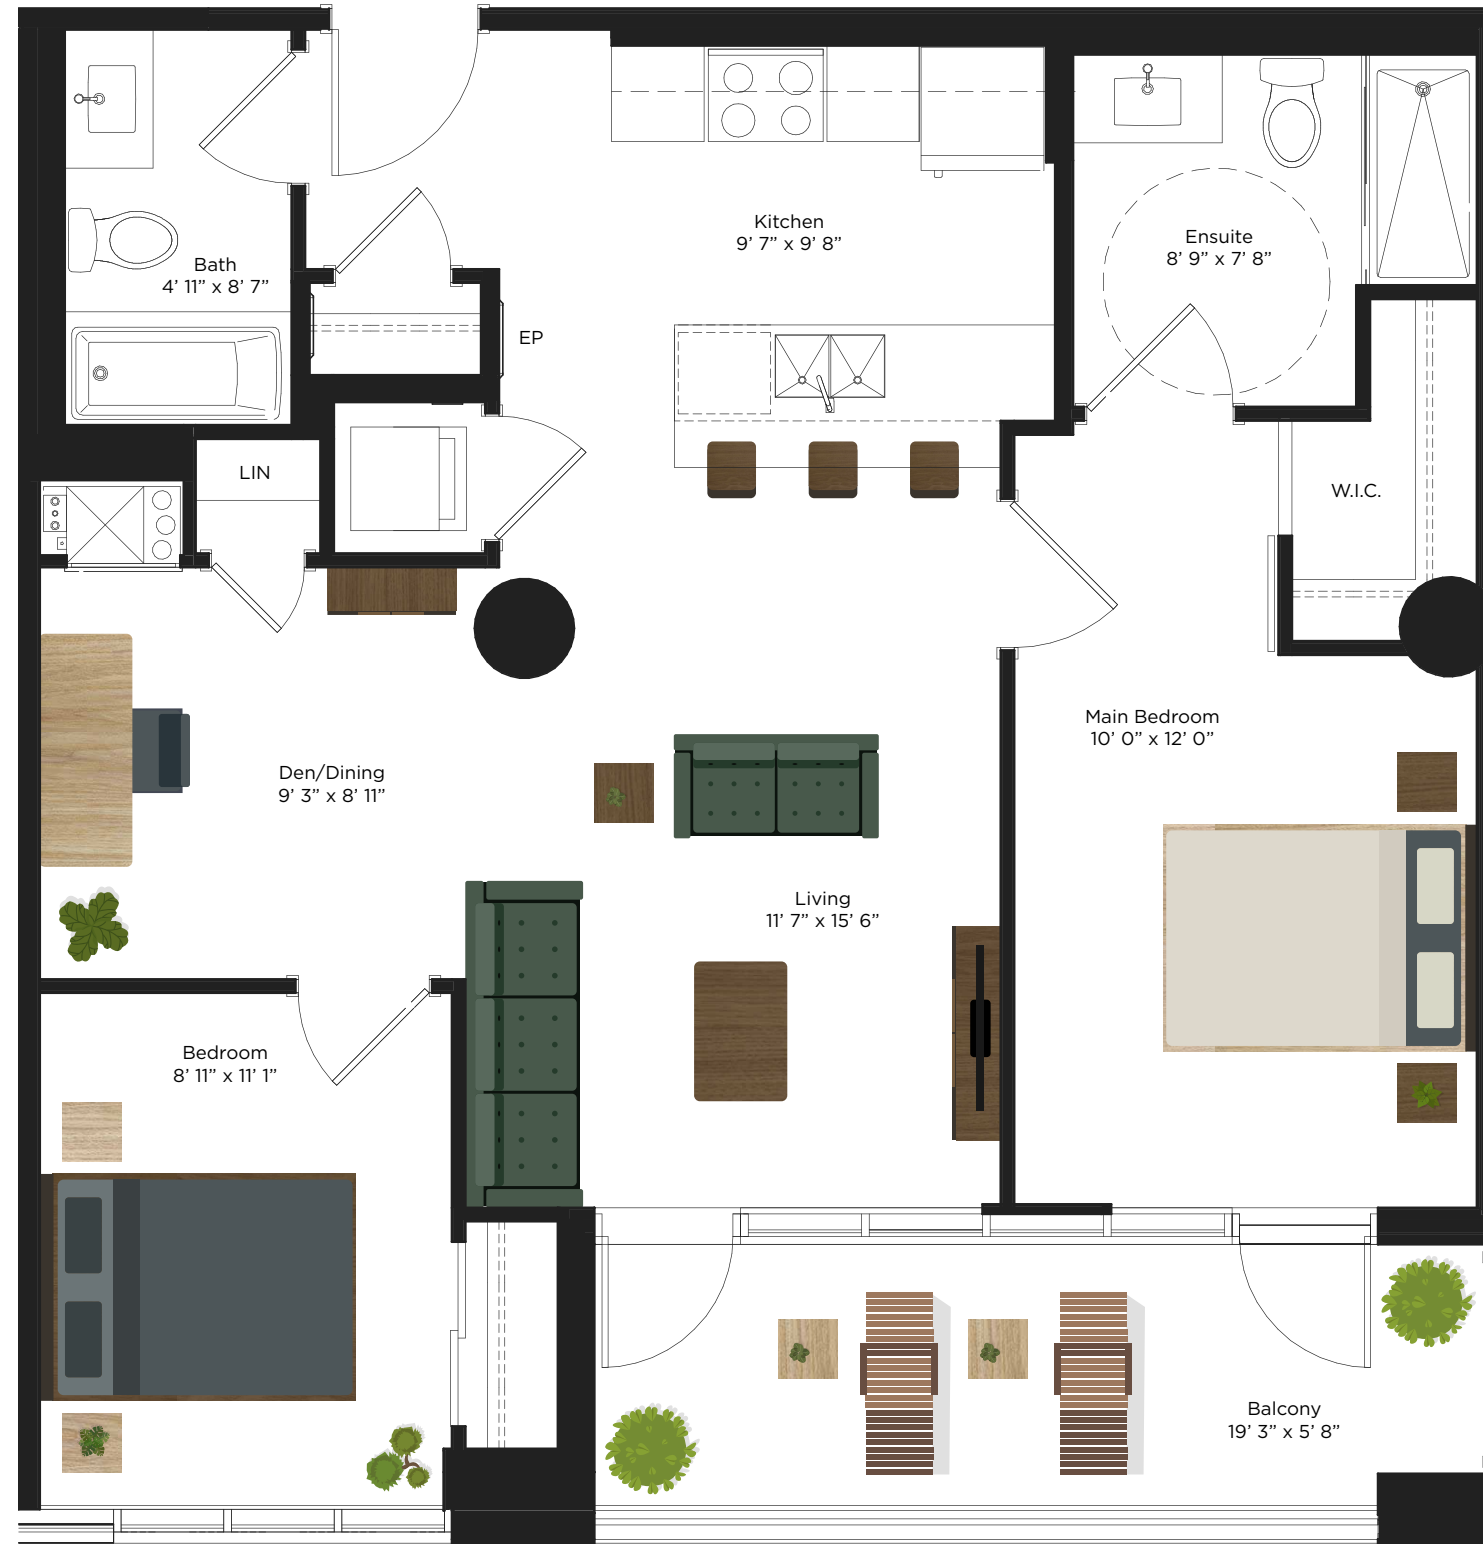 Kitchen
9’ 7” x 9’ 8”
Ensuite
8’ 9” x 7’ 8”
Bath
4’ 11” x 8’ 7”
EP
LIN
W.I.C.
Main Bedroom
10’ 0” x 12’ 0”
Den/Dining
9’ 3” x 8’ 11”
Living
11’ 7” x 15’ 6”
Bedroom
8’ 11” x 11’ 1”
Balcony
19’ 3” x 5’ 8”